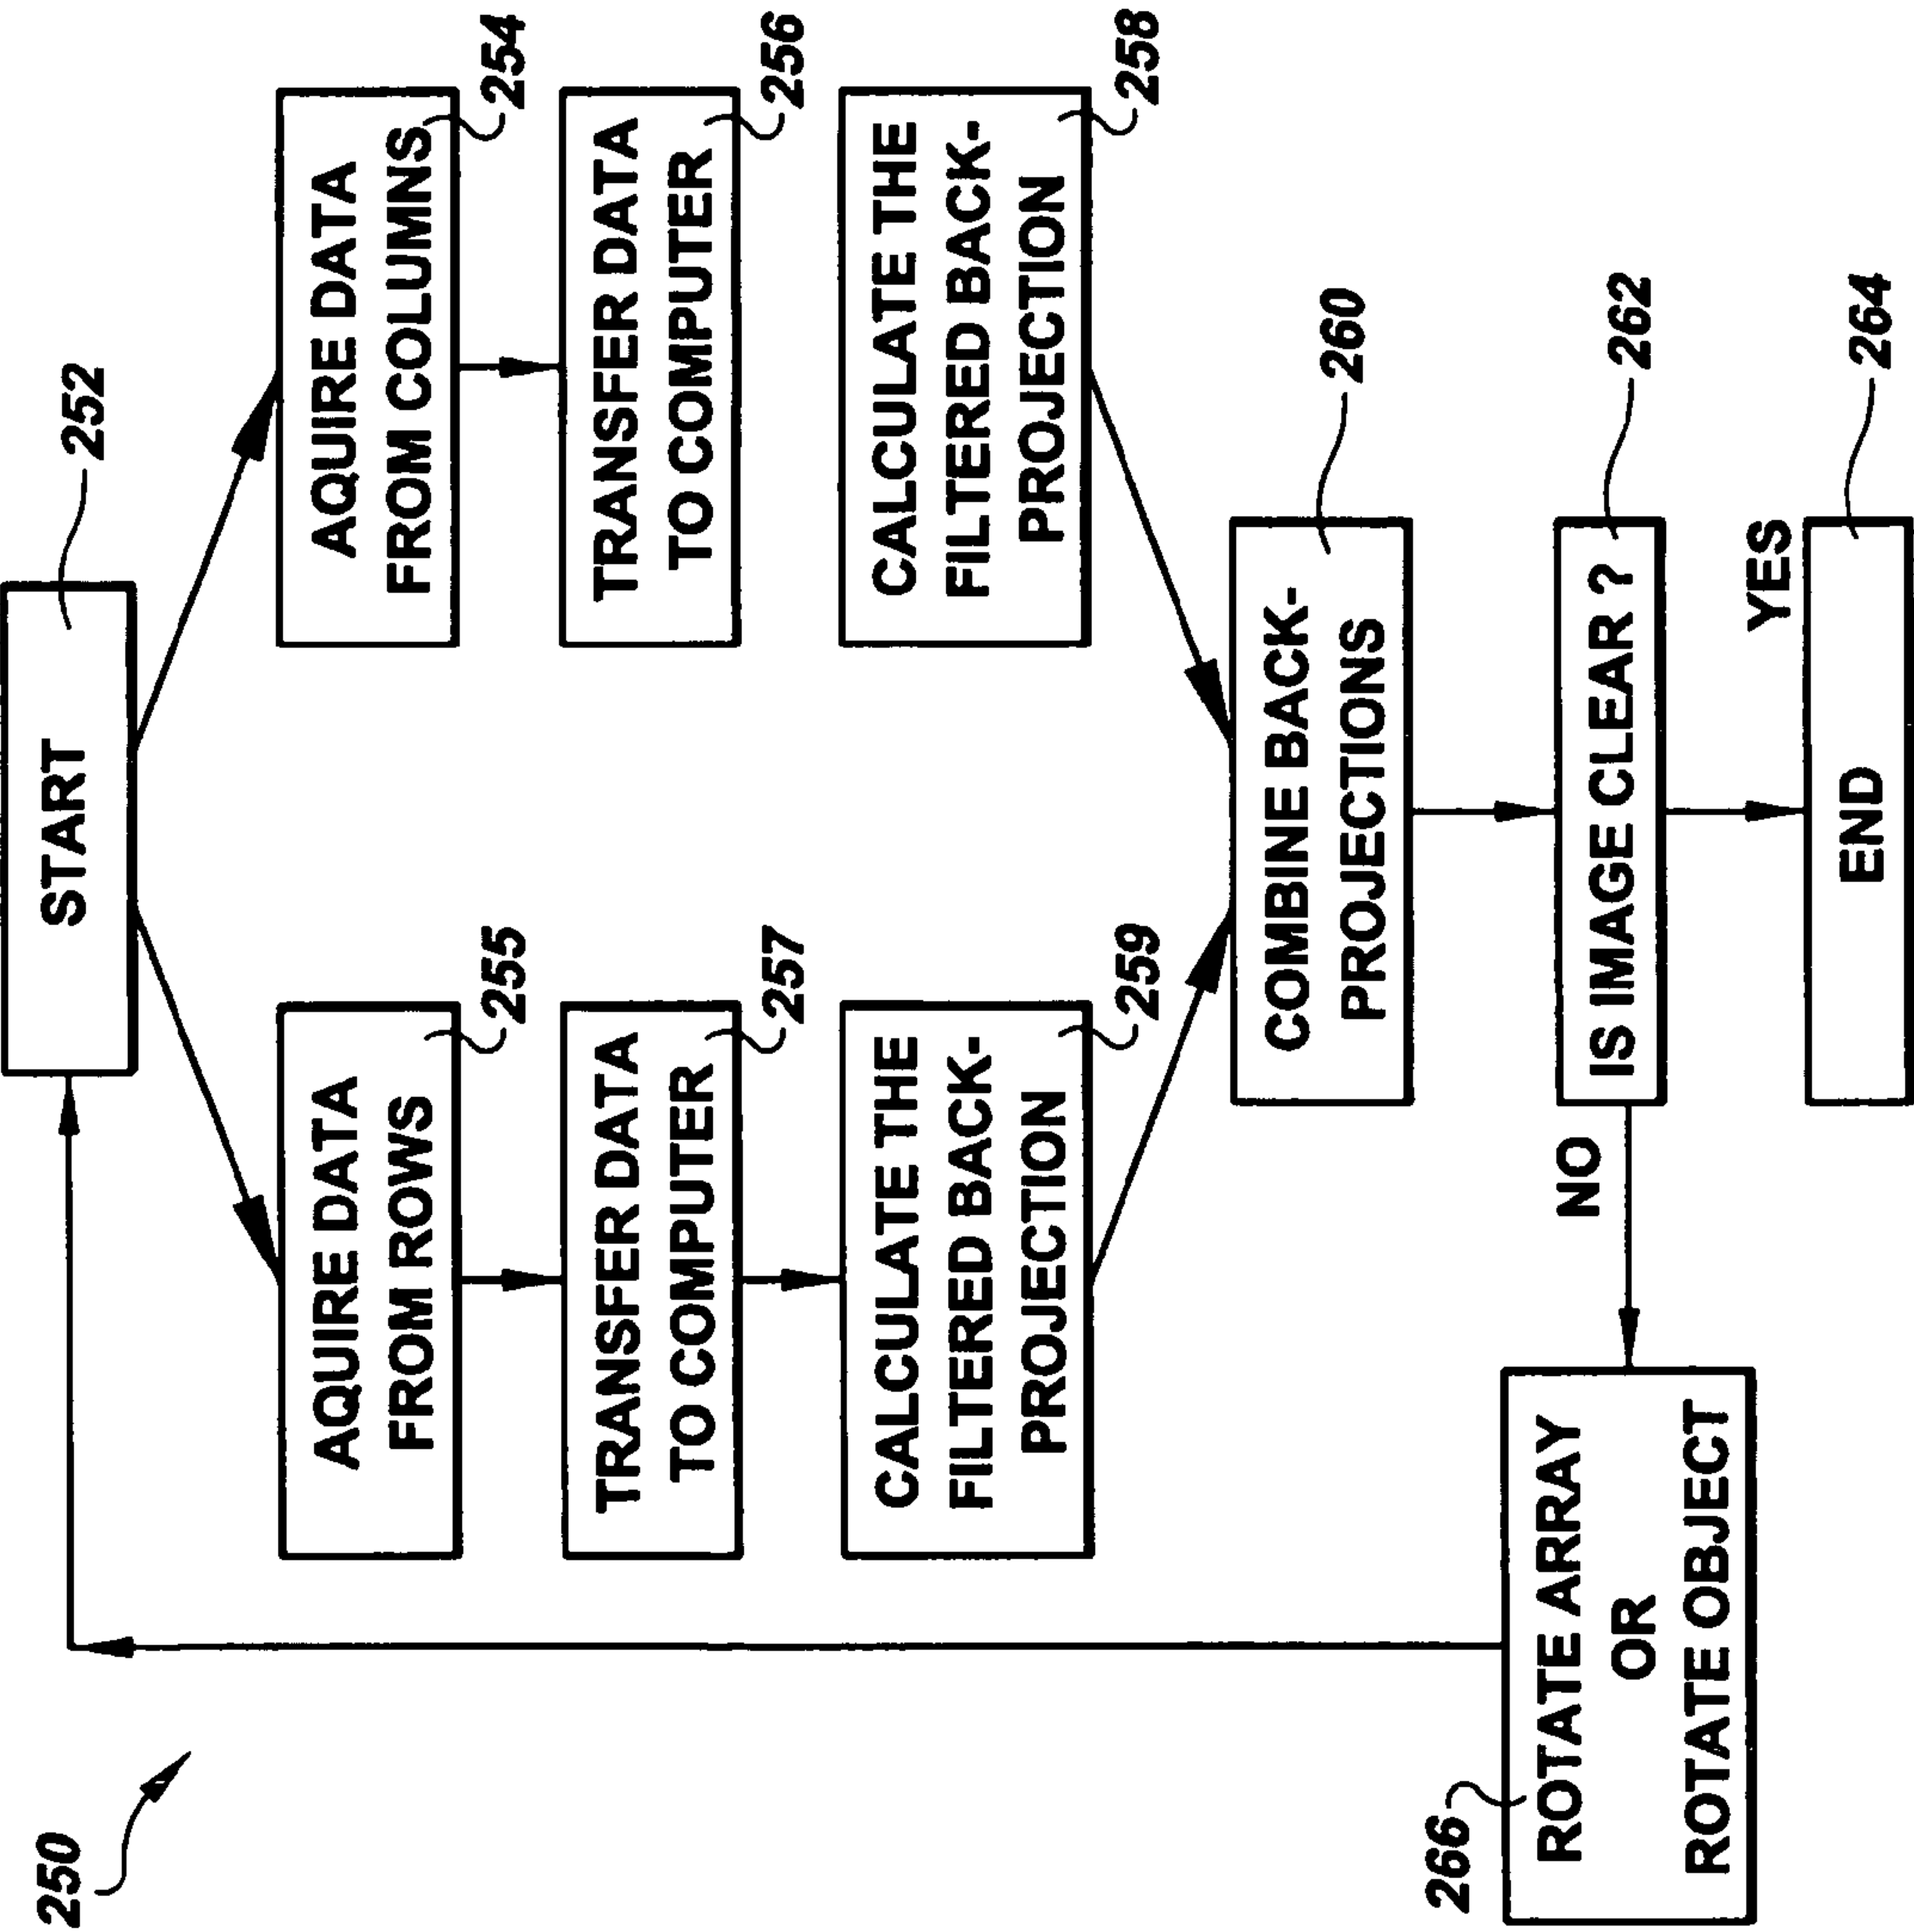 250
START
252
AQUIRE DATA
FROM ROWS
255
AQUIRE DATA
FROM COLUMNS
254
TRANSFER DATA
TO COMPUTER
257
TRANSFER DATA
TO COMPUTER
256
CALCULATE THE
FILTERED BACK-
PROJECTION
259
CALCULATE THE
FILTERED BACK-
PROJECTION
258
COMBINE BACK-
PROJECTIONS
260
266
ROTATE ARRAY
OR
ROTATE OBJECT
NO
IS IMAGE CLEAR ?
262
YES
END
264